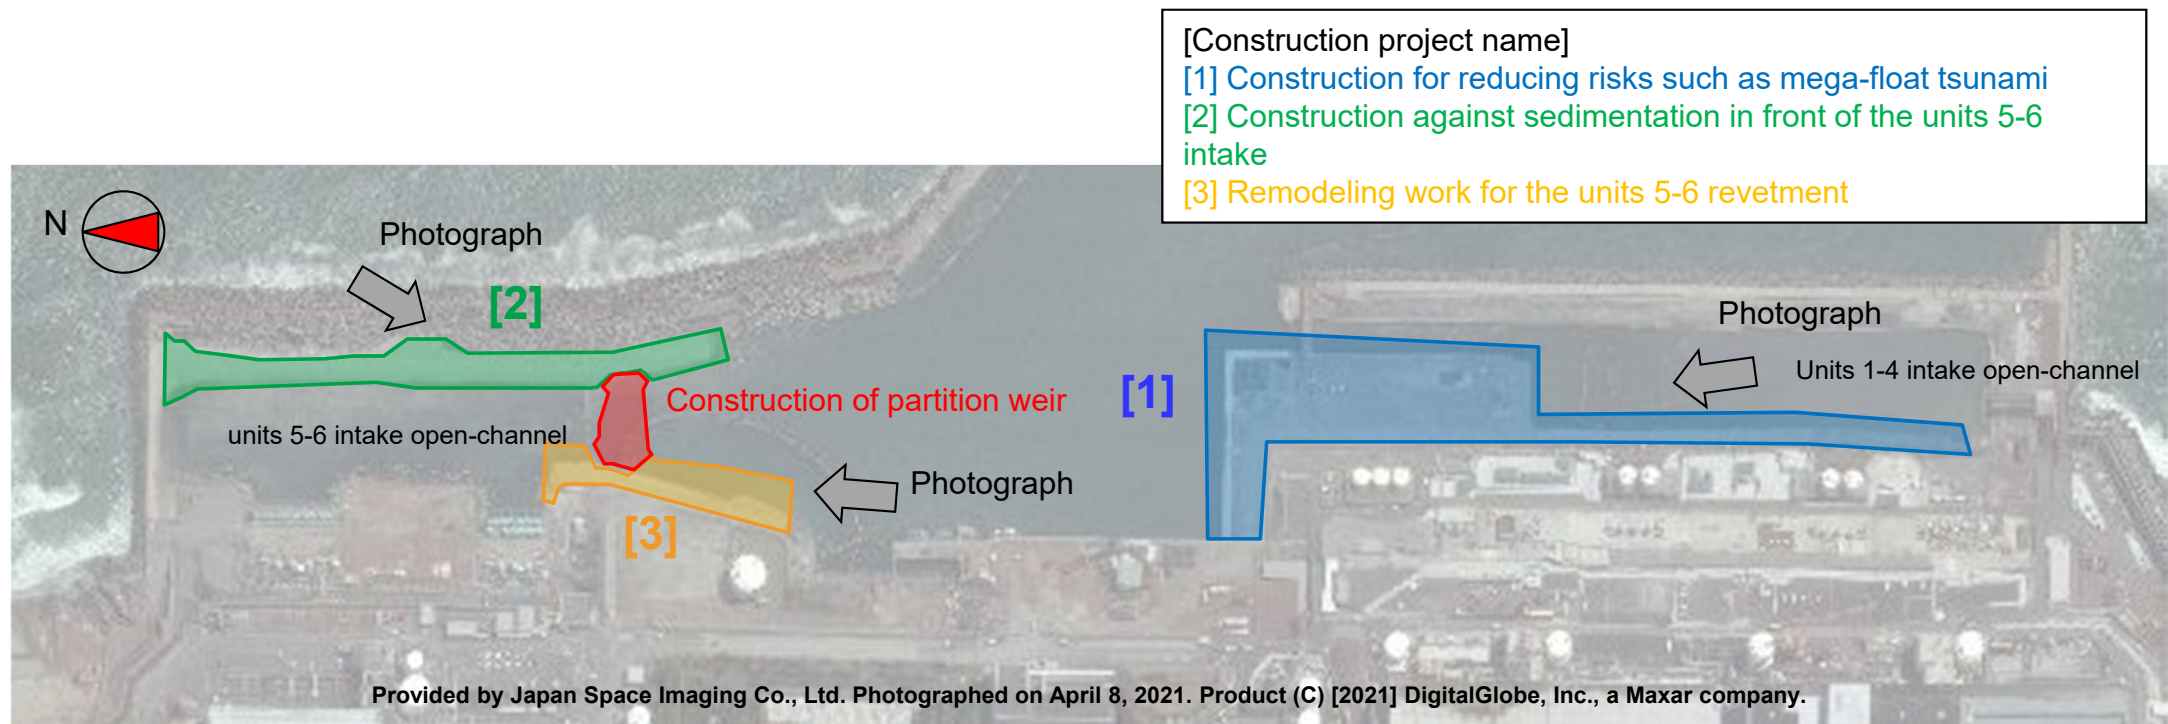 [Construction project name]
[1] Construction for reducing risks such as mega-float tsunami
[2] Construction against sedimentation in front of the units 5-6
intake
[3] Remodeling work for the units 5-6 revetment
N
Photograph
[2]
Photograph
Units 1-4 intake open-channel
[1]
Construction of partition weir
units 5-6 intake open-channel
Photograph
[3]
Provided by Japan Space Imaging Co., Ltd. Photographed on April 8, 2021. Product (C) [2021] DigitalGlobe, Inc., a Maxar company.